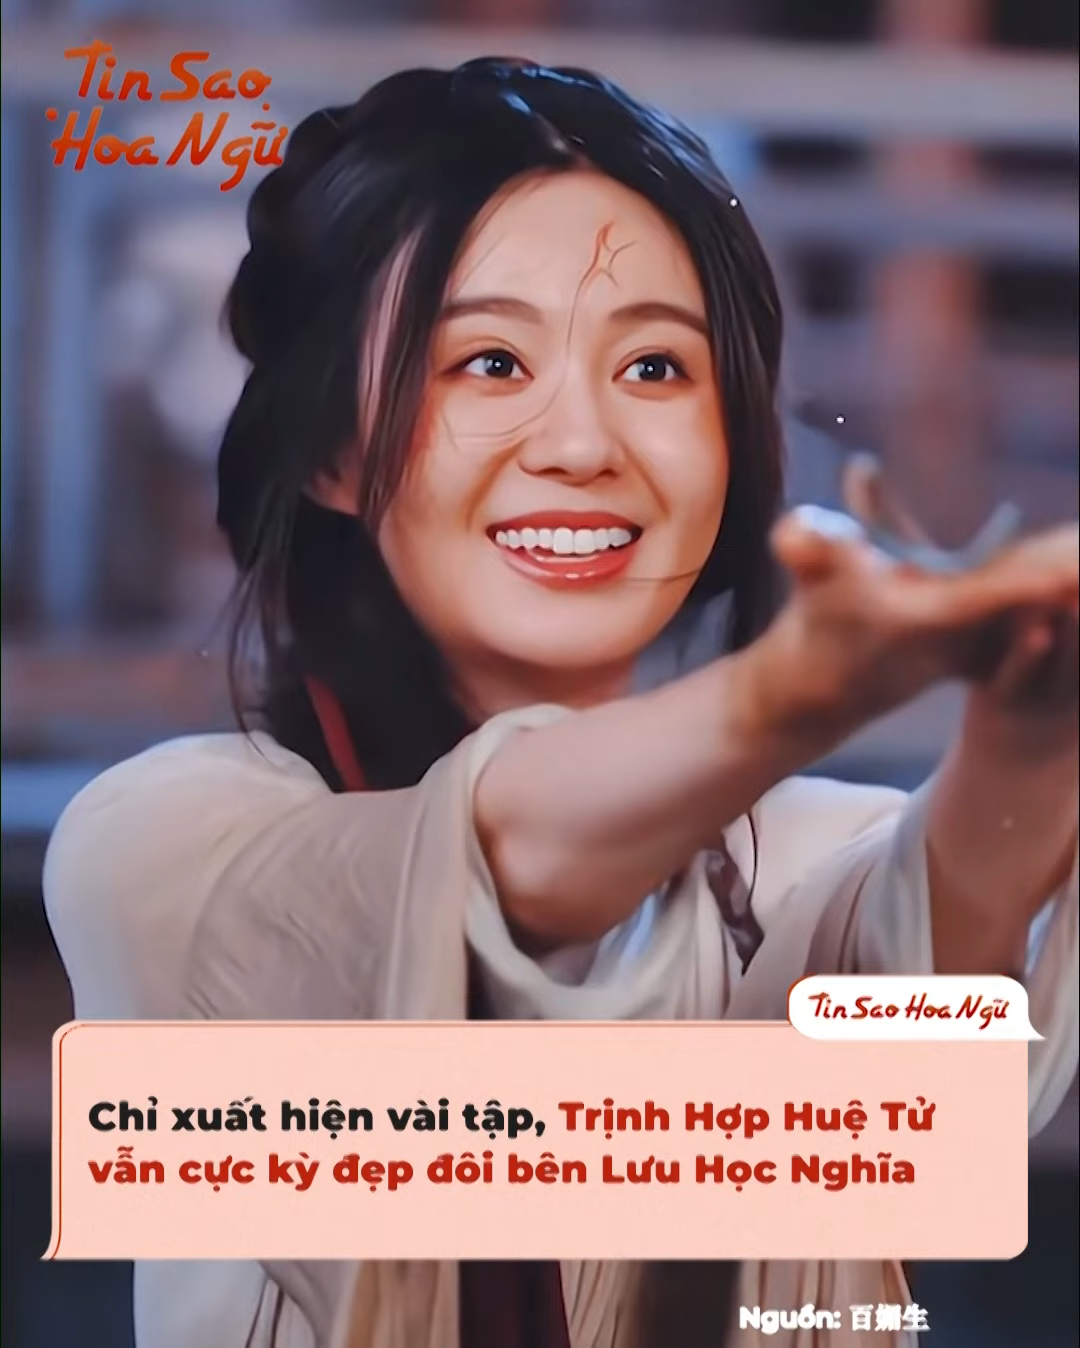 Tin Sao
Hoa Ngữ
Tin Sao Hoa Ngữ
Chỉ xuất hiện vài tập, Trịnh Hợp Huệ Tử
vẫn cực kỳ đẹp đôi bên Lưu Học Nghĩa
Nguồn: 百媚生